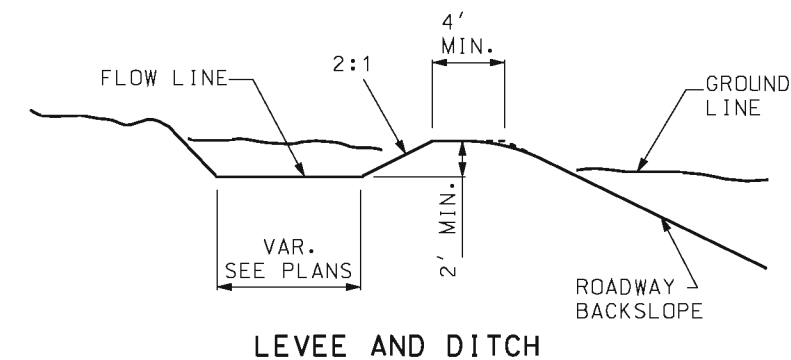 4'
MIN.
2:1
FLOW LINE
GROUND
LINE
2' MIN.
VAR.
SEE PLANS
ROADWAY
BACKSLOPE
LEVEE AND DITCH